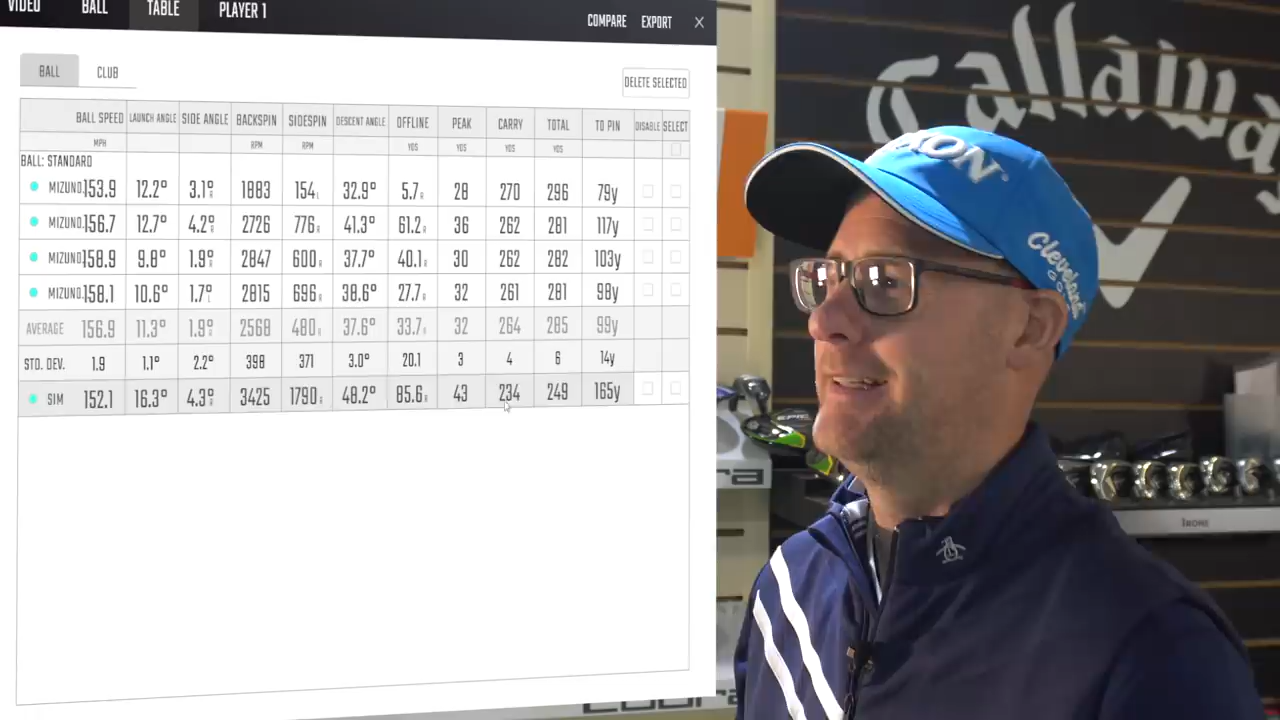 VIDEO BALL TABLE PLAYER 1
COMPARE EXPORT X
BALL CLUB
DELETE SELECTED
BALL SPEED LAUNCH ANGLE SIDE ANGLE BACKSPIN SIDESPIN DESCENT ANGLE OFFLINE PEAK CARRY TOTAL TO PIN DISABLE SELECT
MPH RPM RPM YDS YDS YDS YDS
BALL: STANDARD
MIZUNO. 153.9 12.2° 3.1° R 1883 154 L 32.9° 5.7 R 28 270 296 79y
MIZUNO. 156.7 12.7° 4.2° R 2726 776 R 41.3° 61.2 R 36 262 281 117y
MIZUNO. 158.9 9.8° 1.9° R 2847 600 R 37.7° 40.1 R 30 262 282 103y
MIZUNO. 158.1 10.6° 1.7° L 2815 696 R 38.6° 27.7 R 32 261 281 98y
AVERAGE 156.9 11.3° 1.9° R 2568 480 R 37.6° 33.7 R 32 264 285 99y
STD. DEV. 1.9 1.1° 2.2° 398 371 3.0° 20.1 3 4 6 14y
SIM 152.1 16.3° 4.3° R 3425 1790 R 48.2° 85.6 R 43 234 249 165y
Callaway
XON
Cleveland
GOLF
EPIC
bra
IRONS
cobra